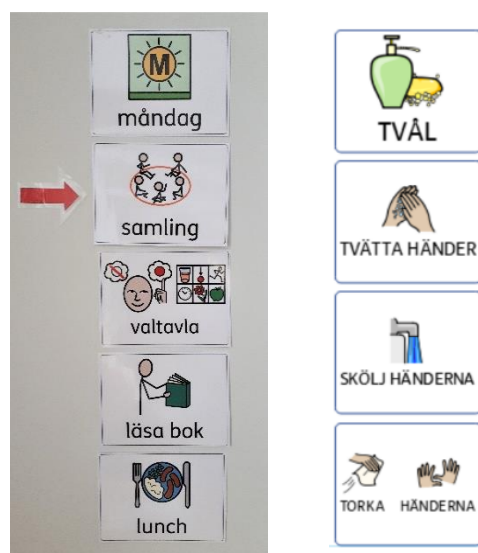 M
måndag
samling
valtavla
läsa bok
lunch
TVÅL
TVÄTTA HÄNDER
SKÖLJ HÄNDERNA
TORKA HÄNDERNA